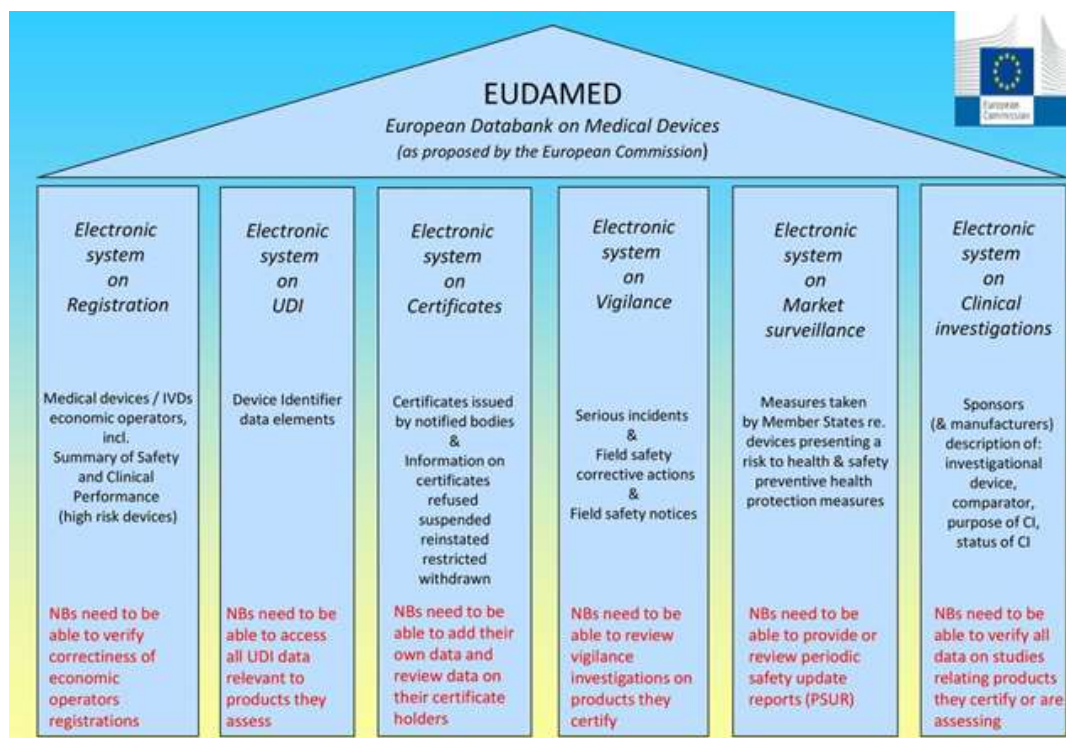 EUDAMED
European Databank on Medical Devices
(as proposed by the European Commission)
European
Commission
Electronic
system
on
Registration
Medical devices / IVDs
economic operators,
incl.
Summary of Safety
and Clinical
Performance
(high risk devices)
NBs need to be
able to verify
correctiness of
economic
operators
registrations
Electronic
system
on
UDI
Device Identifier
data elements
NBs need to be
able to access
all UDI data
relevant to
products they
assess
Electronic
system
on
Certificates
Certificates issued
by notified bodies
&
Information on
certificates
refused
suspended
reinstated
restricted
withdrawn
NBs need to be
able to add their
own data and
review data on
their certificate
holders
Electronic
system
on
Vigilance
Serious incidents
&
Field safety
corrective actions
&
Field safety notices
NBs need to be
able to review
vigilance
investigations on
products they
certify
Electronic
system
on
Market
surveillance
Measures taken
by Member States re.
devices presenting a
risk to health & safety
preventive health
protection measures
NBs need to be
able to provide or
review periodic
safety update
reports (PSUR)
Electronic
system
on
Clinical
investigations
Sponsors
(& manufacturers)
description of:
investigational
device,
comparator,
purpose of CI,
status of CI
NBs need to be
able to verify all
data on studies
relating products
they certify or are
assessing